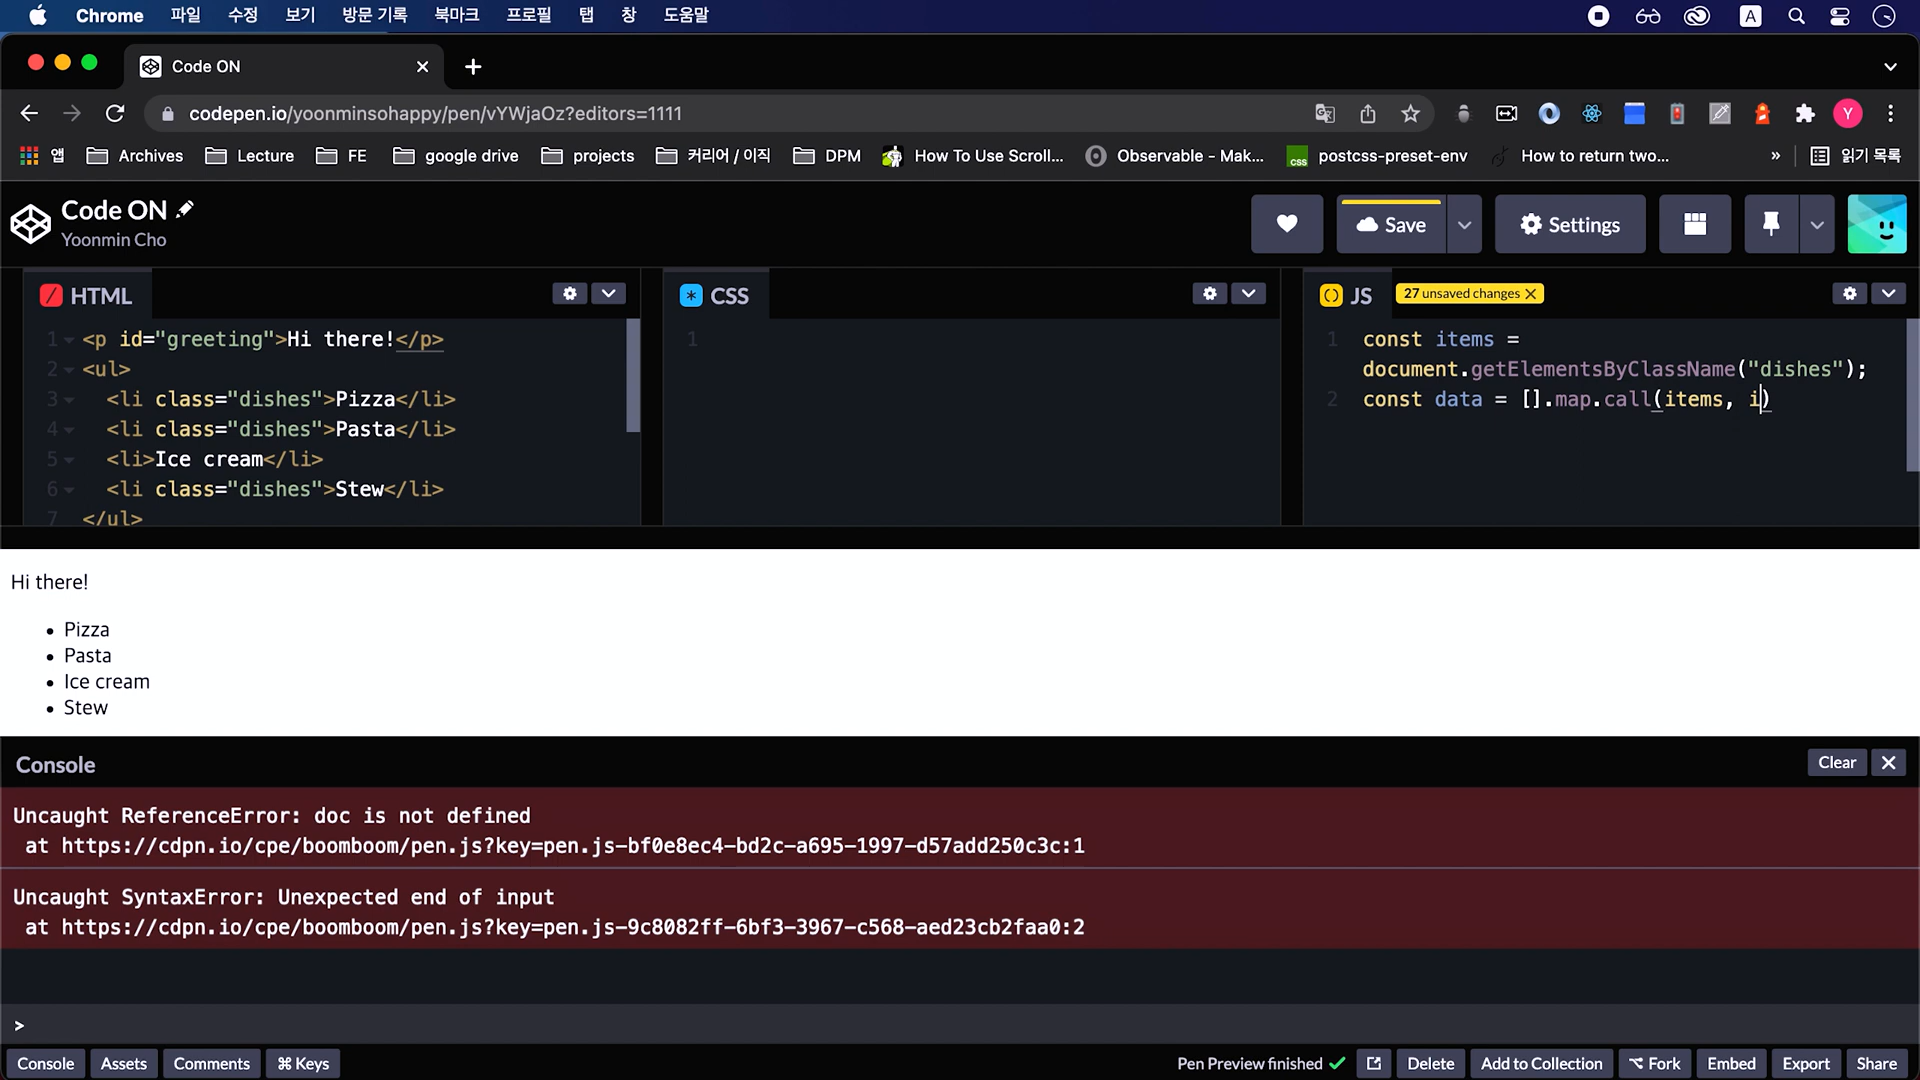 Chrome 파일 수정 보기 방문 기록 북마크 프로필 탭 창 도움말 A
Code ON
codepen.io/yoonminsohappy/pen/vYWjaOz?editors=1111 Y
앱 Archives Lecture FE google drive projects 커리어 / 이직 DPM How To Use Scroll... Observable - Mak... css postcss-preset-env How to return two... » 읽기 목록
Code ON
Yoonmin Cho
Save Settings
HTML
1 <p id="greeting">Hi there!</p>
2 <ul>
3 <li class="dishes">Pizza</li>
4 <li class="dishes">Pasta</li>
5 <li>Ice cream</li>
6 <li class="dishes">Stew</li>
7 </ul>
CSS
1
JS 27 unsaved changes
1 const items =
document.getElementsByClassName("dishes");
2 const data = [].map.call(items, i)
Hi there!
• Pizza
• Pasta
• Ice cream
• Stew
Console Clear
Uncaught ReferenceError: doc is not defined
at https://cdpn.io/cpe/boomboom/pen.js?key=pen.js-bf0e8ec4-bd2c-a695-1997-d57add250c3c:1
Uncaught SyntaxError: Unexpected end of input
at https://cdpn.io/cpe/boomboom/pen.js?key=pen.js-9c8082ff-6bf3-3967-c568-aed23cb2faa0:2
>
Console Assets Comments ⌘ Keys Pen Preview finished Delete Add to Collection Fork Embed Export Share